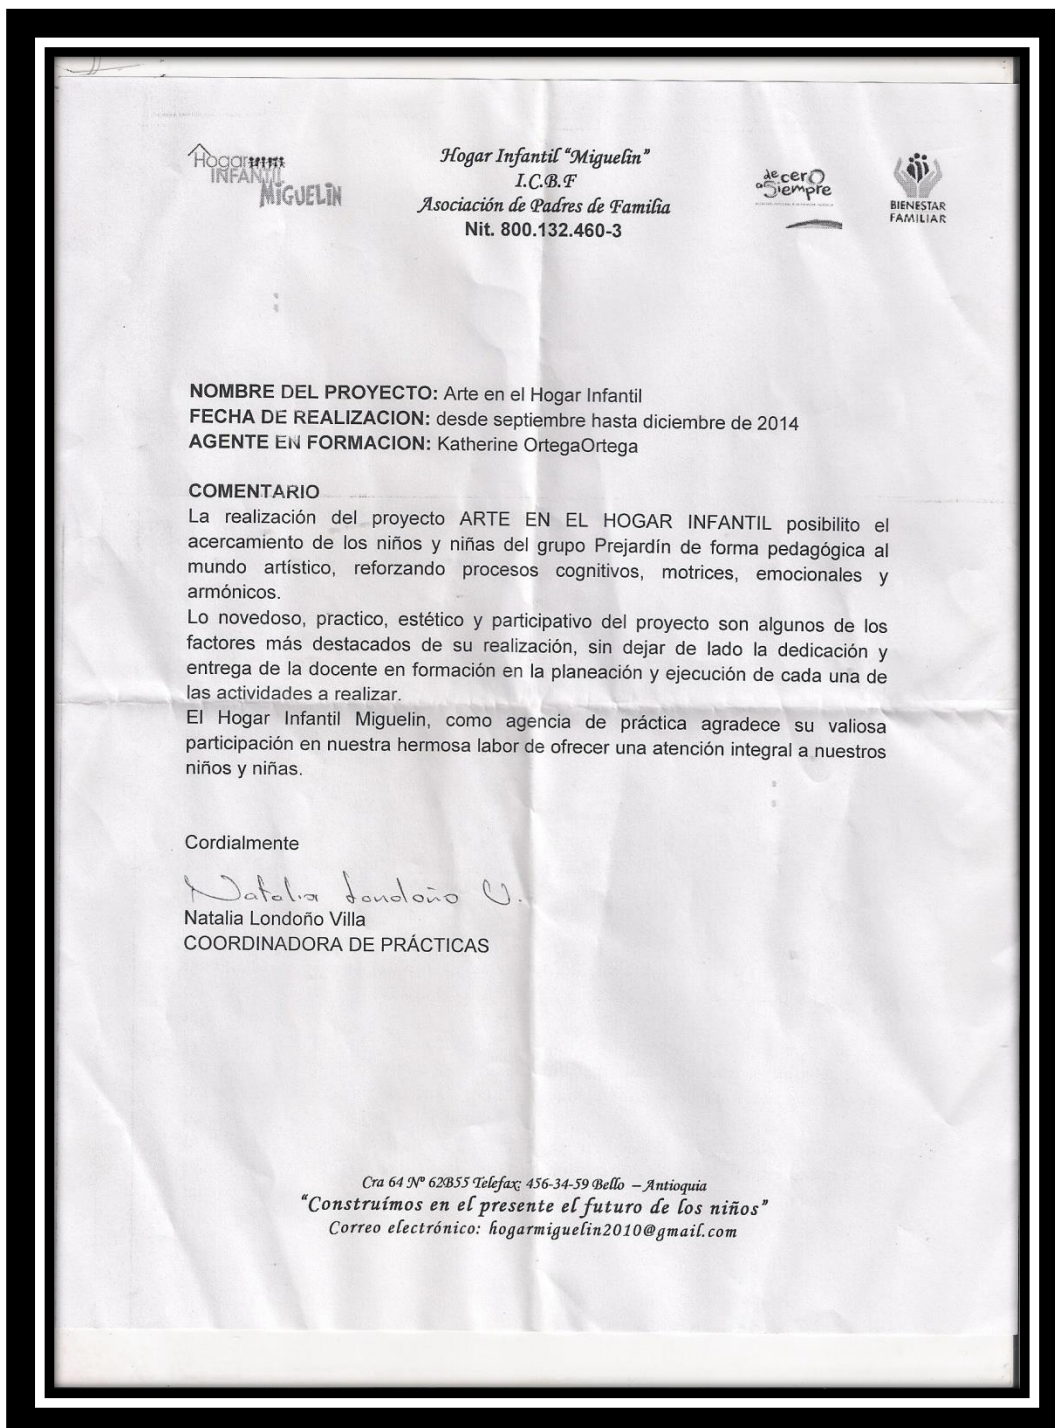 Hogar
INFANTIL
MIGUELIN
Hogar Infantil “Miguelin”
I.C.B.F
Asociación de Padres de Familia
Nit. 800.132.460-3
de cerO
a Siempre
BIENESTAR
FAMILIAR
NOMBRE DEL PROYECTO: Arte en el Hogar Infantil
FECHA DE REALIZACION: desde septiembre hasta diciembre de 2014
AGENTE EN FORMACION: Katherine OrtegaOrtega
COMENTARIO
La realización del proyecto ARTE EN EL HOGAR INFANTIL posibilito el
acercamiento de los niños y niñas del grupo Prejardín de forma pedagógica al
mundo artístico, reforzando procesos cognitivos, motrices, emocionales y
armónicos.
Lo novedoso, practico, estético y participativo del proyecto son algunos de los
factores más destacados de su realización, sin dejar de lado la dedicación y
entrega de la docente en formación en la planeación y ejecución de cada una de
las actividades a realizar.
El Hogar Infantil Miguelin, como agencia de práctica agradece su valiosa
participación en nuestra hermosa labor de ofrecer una atención integral a nuestros
niños y niñas.
Cordialmente
Natalia Londoño V.
Natalia Londoño Villa
COORDINADORA DE PRÁCTICAS
Cra 64 Nº 62B55 Telefax: 456-34-59 Bello – Antioquia
“Construímos en el presente el futuro de los niños”
Correo electrónico: hogarmiguelin2010@gmail.com